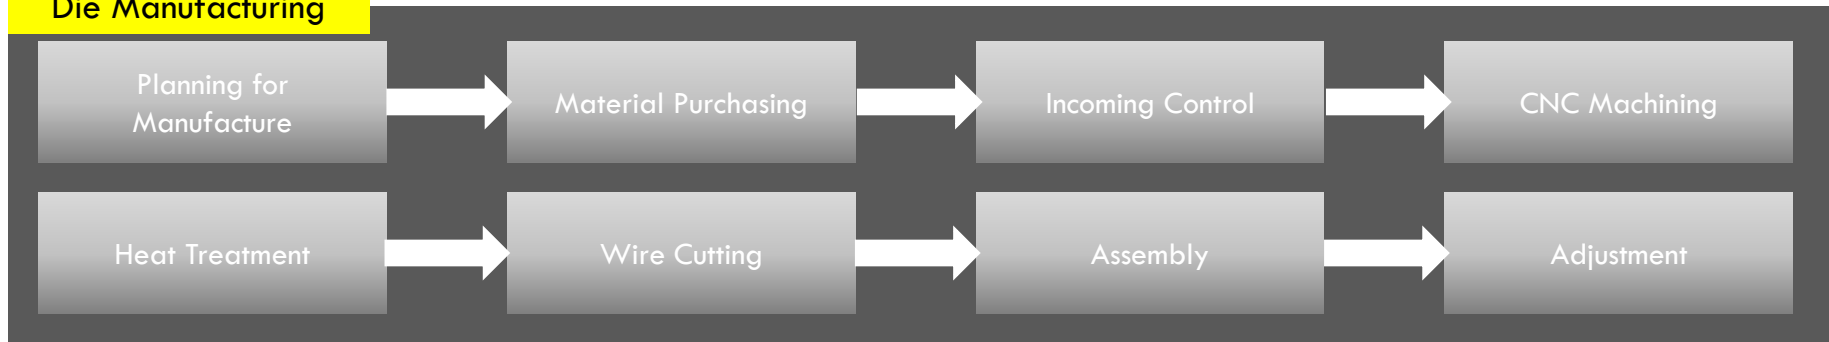 Die Manufacturing
Planning for
Manufacture
Material Purchasing
Incoming Control
CNC Machining
Heat Treatment
Wire Cutting
Assembly
Adjustment